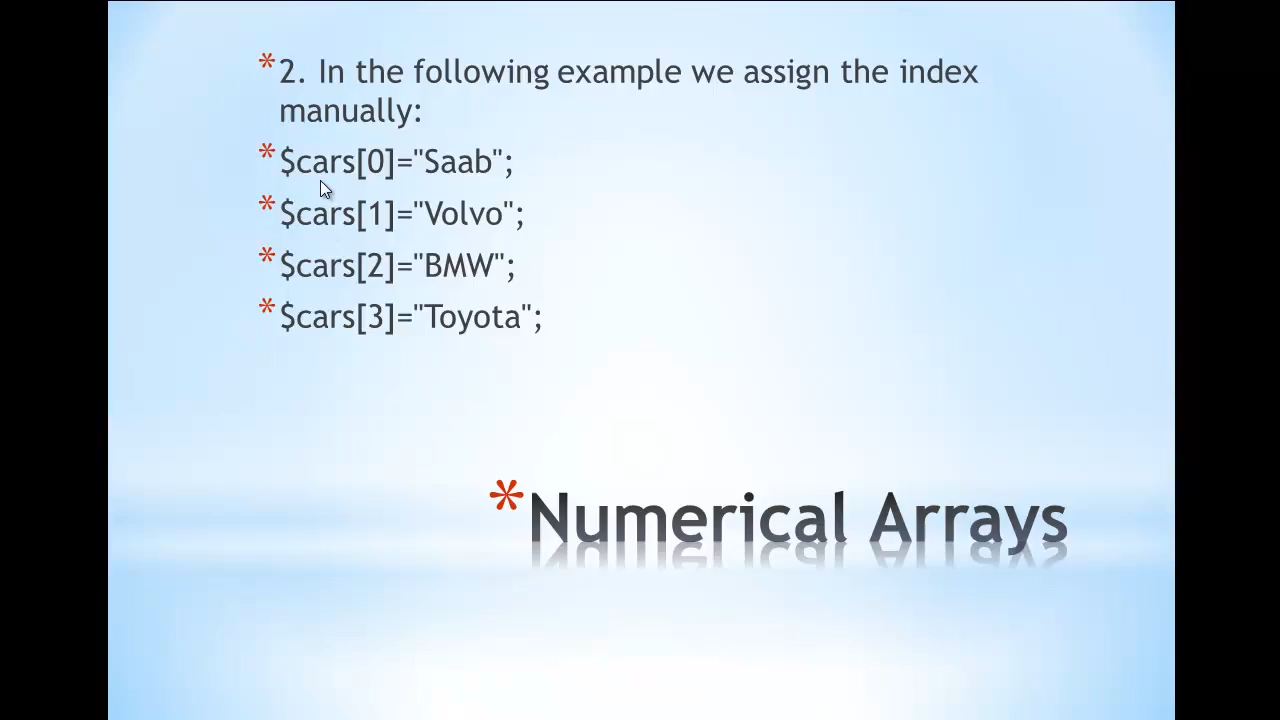 *2. In the following example we assign the index
manually:
*$cars[0]="Saab";
*$cars[1]="Volvo";
*$cars[2]="BMW";
*$cars[3]="Toyota";
*Numerical Arrays